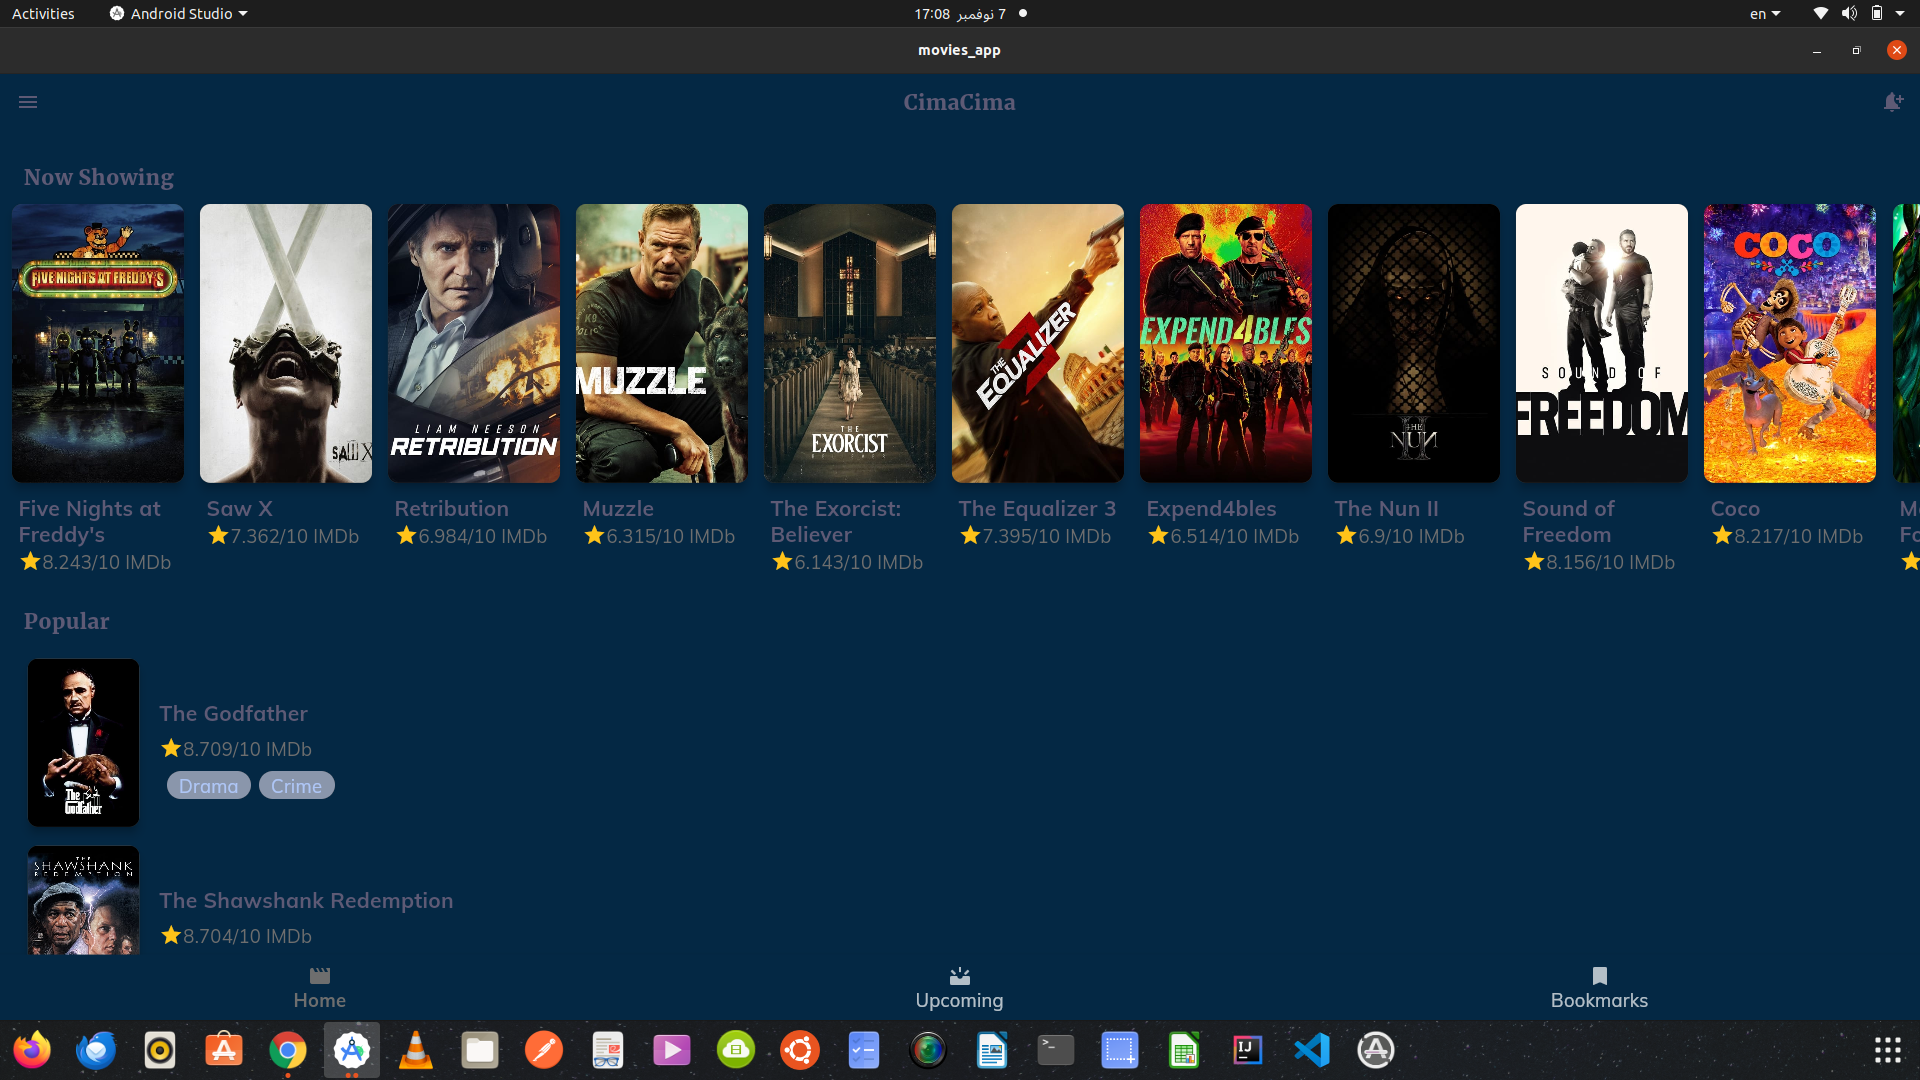 Activities
Android Studio
7 نوفمبر 17:08
en
movies_app
CimaCima
Now Showing
FIVE NIGHTS AT FREDDY'S
SAW X
LIAM NEESON
RETRIBUTION
MUZZLE
THE
EXORCIST
THE
EQUALIZER
3
EXPEND4BLES
THE
NUN
II
SOUND OF
FREEDOM
COCO
Five Nights at
Freddy's
8.243/10 IMDb
Saw X
7.362/10 IMDb
Retribution
6.984/10 IMDb
Muzzle
6.315/10 IMDb
The Exorcist:
Believer
6.143/10 IMDb
The Equalizer 3
7.395/10 IMDb
Expend4bles
6.514/10 IMDb
The Nun II
6.9/10 IMDb
Sound of
Freedom
8.156/10 IMDb
Coco
8.217/10 IMDb
Popular
The
Godfather
The Godfather
8.709/10 IMDb
Drama
Crime
THE
SHAWSHANK
REDEMPTION
The Shawshank Redemption
8.704/10 IMDb
Home
Upcoming
Bookmarks